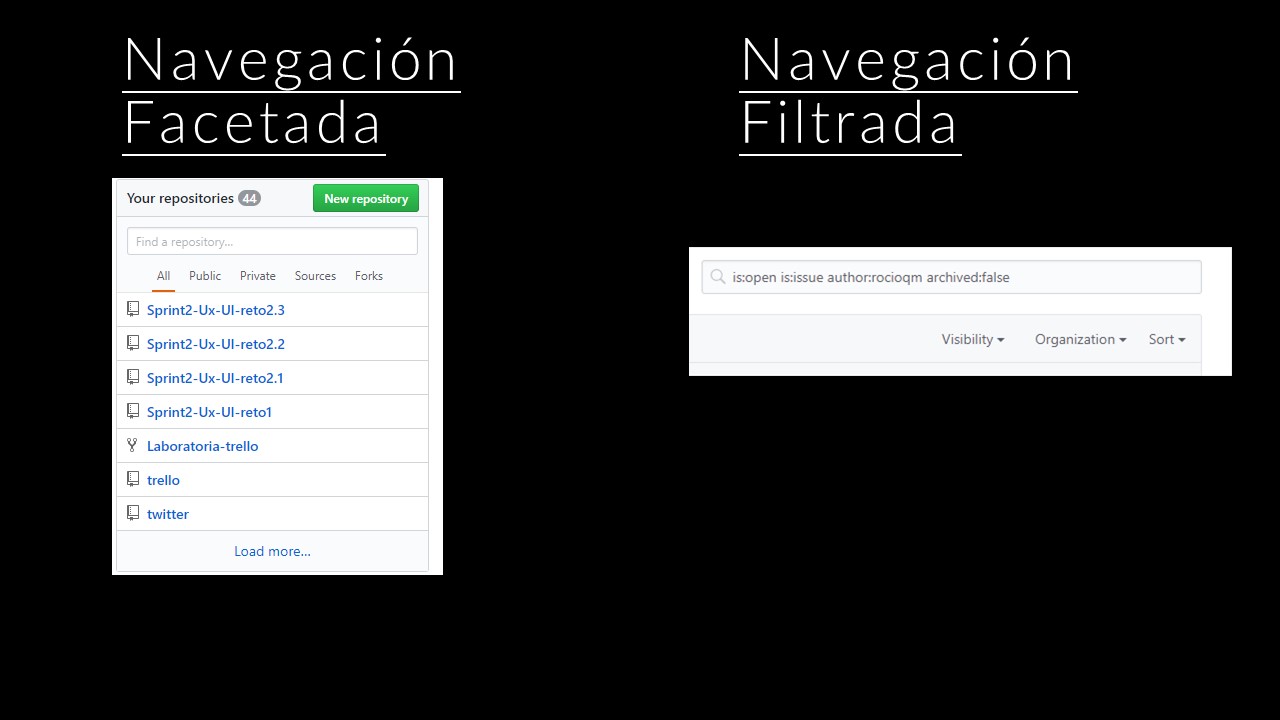 Navegación
Facetada
Your repositories 44
New repository
Find a repository...
All Public Private Sources Forks
Sprint2-Ux-UI-reto2.3
Sprint2-Ux-UI-reto2.2
Sprint2-Ux-UI-reto2.1
Sprint2-Ux-UI-reto1
Laboratoria-trello
trello
twitter
Load more...
Navegación
Filtrada
is:open is:issue author:rocioqm archived:false
Visibility Organization Sort